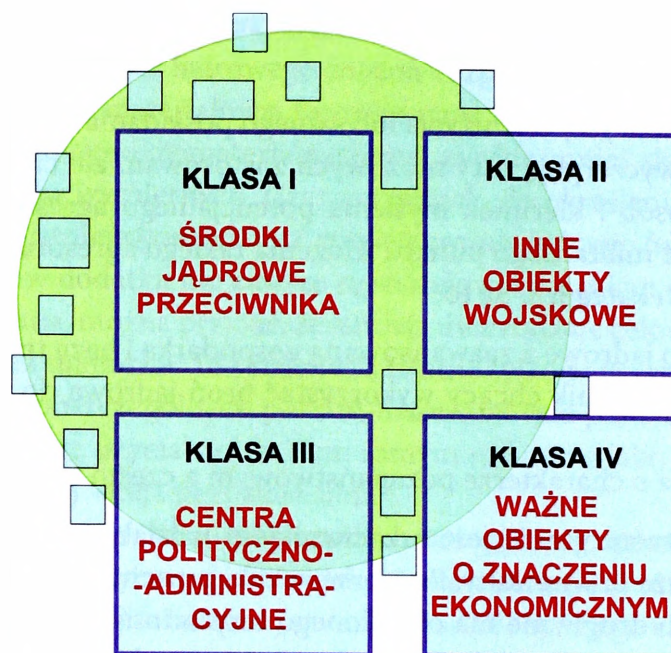 KLASA I
ŚRODKI
JĄDROWE
PRZECIWNIKA
KLASA II
INNE
OBIEKTY
WOJSKOWE
KLASA III
CENTRA
POLITYCZNO-
-ADMINISTRA-
CYJNE
KLASA IV
WAŻNE
OBIEKTY
O ZNACZENIU
EKONOMICZNYM